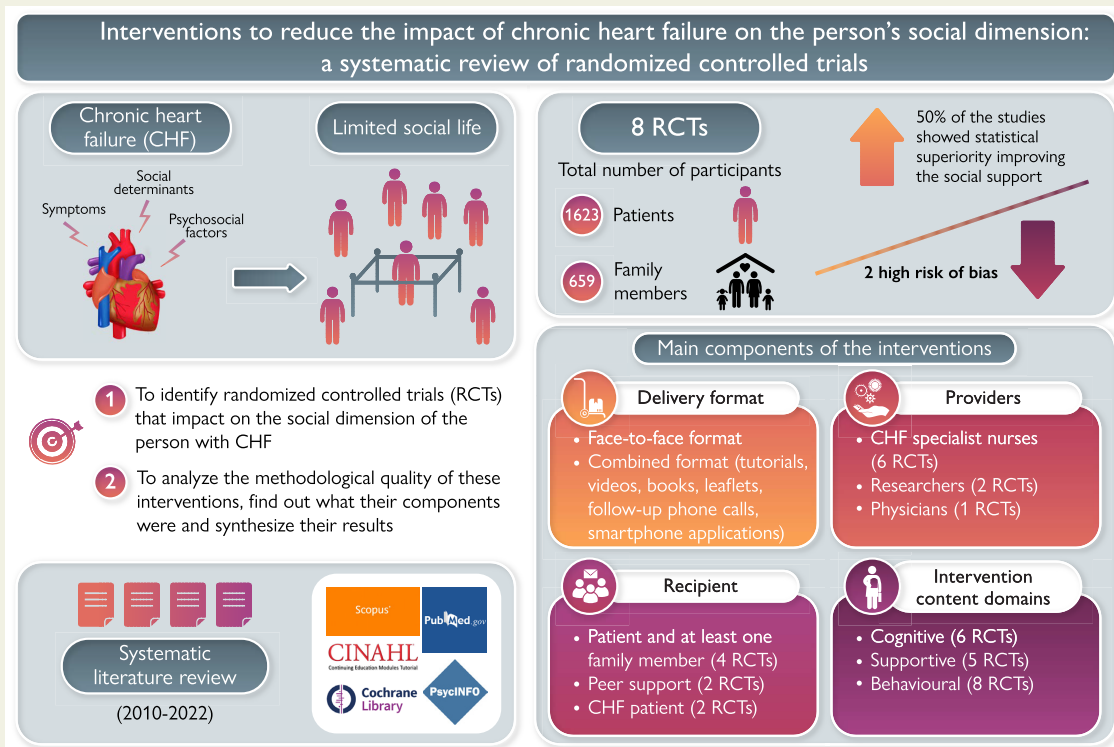 Interventions to reduce the impact of chronic heart failure on the person's social dimension:
a systematic review of randomized controlled trials
Chronic heart
failure (CHF)
Limited social life
Social
determinants
Symptoms
Psychosocial
factors
1
To identify randomized controlled trials (RCTs)
that impact on the social dimension of the
person with CHF
2
To analyze the methodological quality of these
interventions, find out what their components
were and synthesize their results
Systematic
literature review
(2010-2022)
Scopus
PubMed.gov
CINAHL
Continuing Education Modules Tutorial
Cochrane
Library
PsycINFO
8 RCTs
Total number of participants
1623
Patients
659
Family
members
50% of the studies
showed statistical
superiority improving
the social support
2 high risk of bias
Main components of the interventions
Delivery format
• Face-to-face format
• Combined format (tutorials,
videos, books, leaflets,
follow-up phone calls,
smartphone applications)
Providers
• CHF specialist nurses
(6 RCTs)
• Researchers (2 RCTs)
• Physicians (1 RCTs)
Recipient
• Patient and at least one
family member (4 RCTs)
• Peer support (2 RCTs)
• CHF patient (2 RCTs)
Intervention
content domains
• Cognitive (6 RCTs)
• Supportive (5 RCTs)
• Behavioural (8 RCTs)